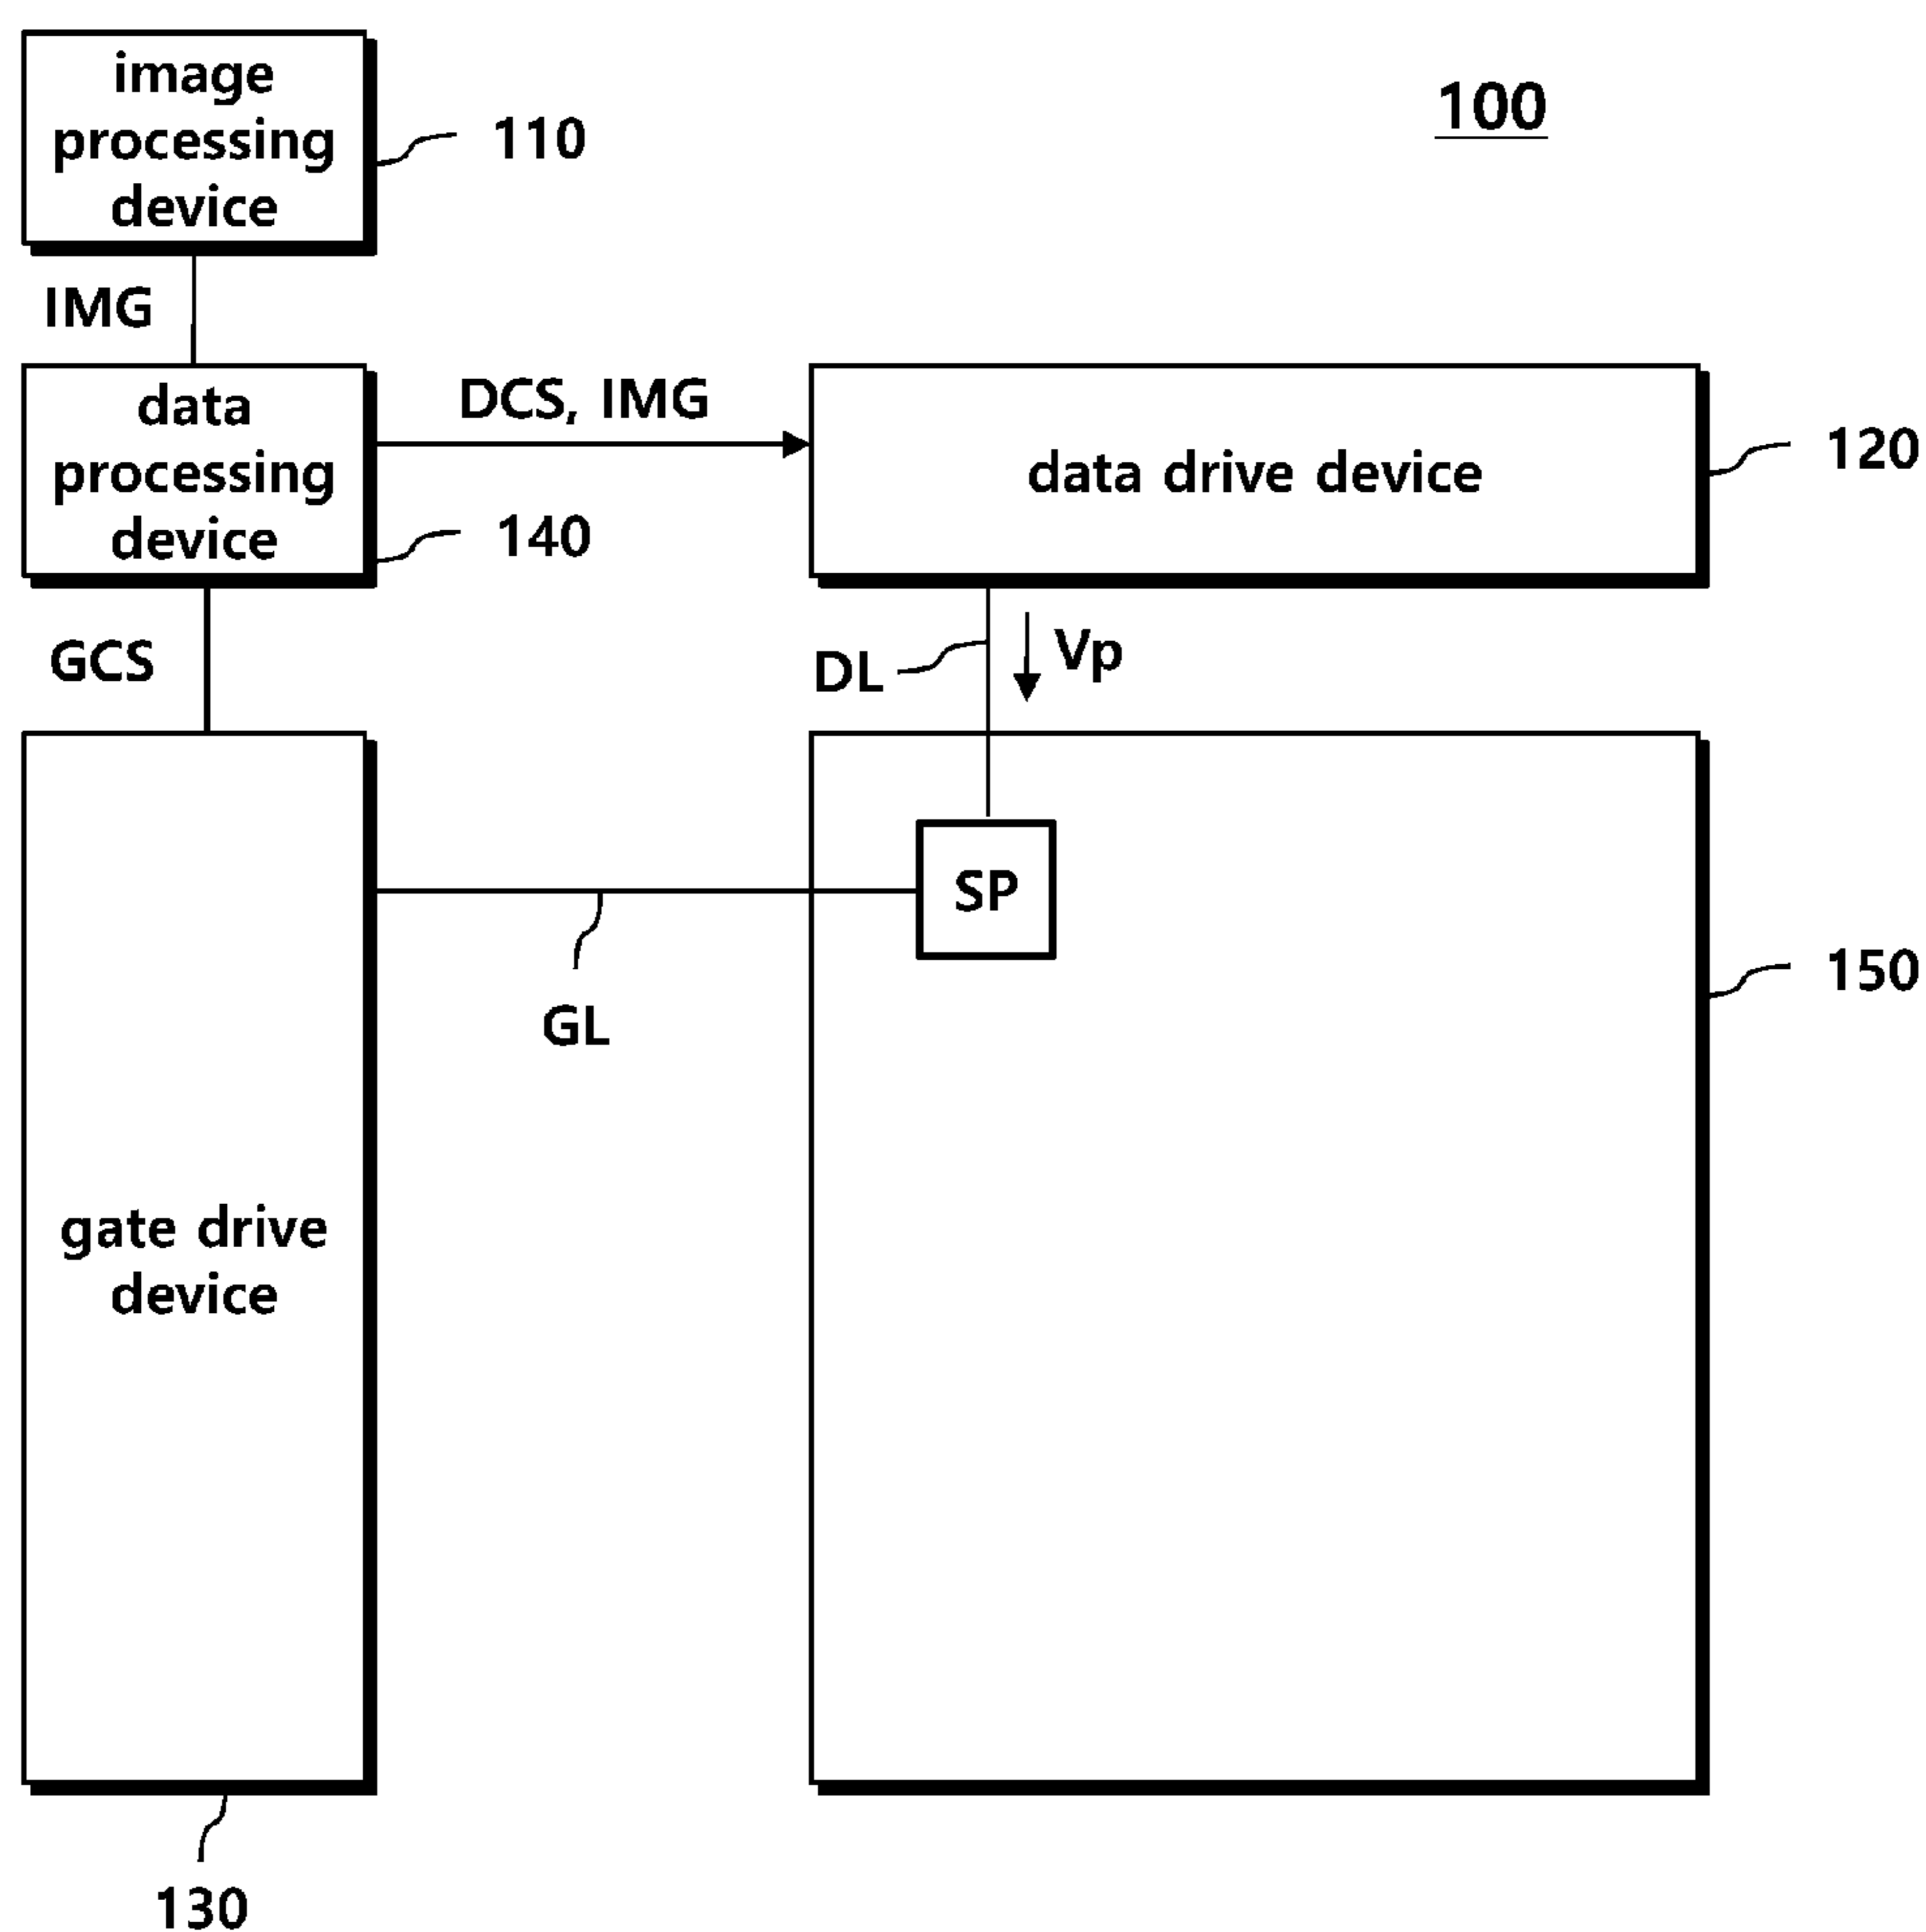 image
processing
device
110
100
IMG
data
processing
device
140
DCS, IMG
data drive device
120
GCS
DL
Vp
SP
GL
150
gate drive
device
130